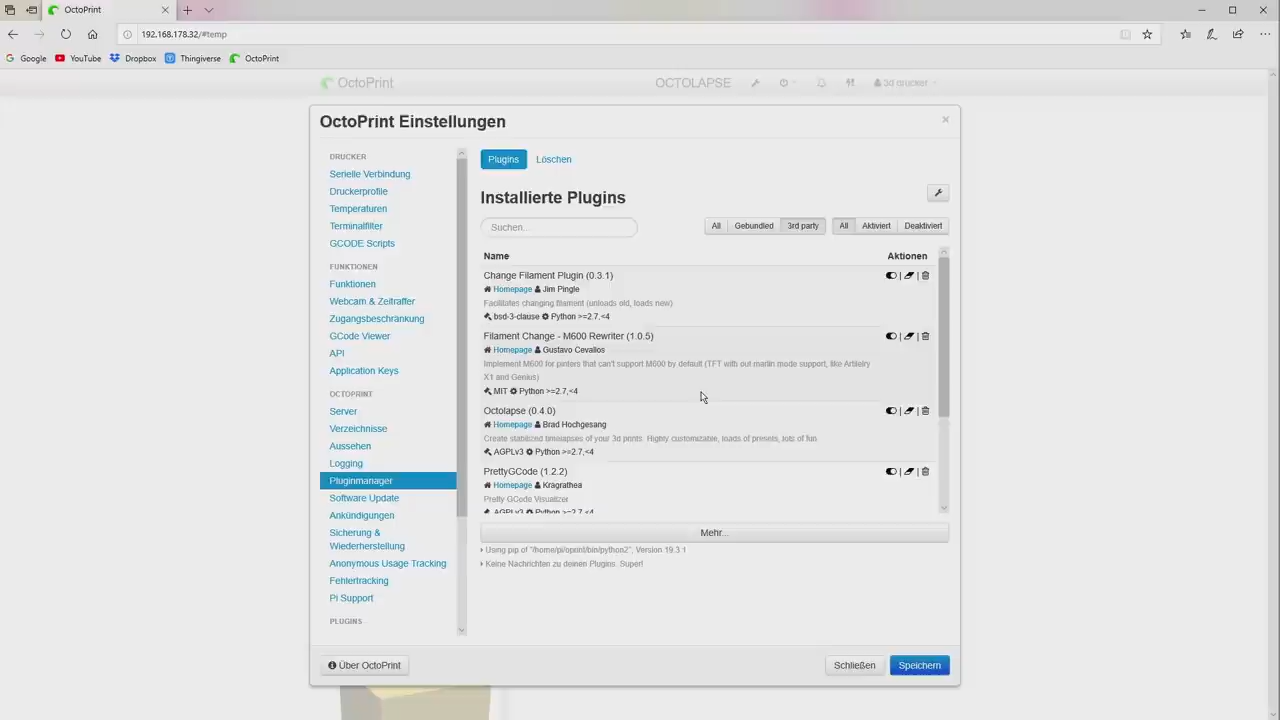 OctoPrint
192.168.178.32/#temp
Google
YouTube
Dropbox
Thingiverse
OctoPrint
OctoPrint
OCTOLAPSE
3d drucker
OctoPrint Einstellungen
×
DRUCKER
Serielle Verbindung
Druckerprofile
Temperaturen
Terminalfilter
GCODE Scripts
FUNKTIONEN
Funktionen
Webcam & Zeitraffer
Zugangsbeschränkung
GCode Viewer
API
Application Keys
OCTOPRINT
Server
Verzeichnisse
Aussehen
Logging
Pluginmanager
Software Update
Ankündigungen
Sicherung &
Wiederherstellung
Anonymous Usage Tracking
Fehlertracking
Pi Support
PLUGINS
Plugins
Löschen
Installierte Plugins
Suchen...
All Gebundled 3rd party
All Aktiviert Deaktiviert
Name Aktionen
Change Filament Plugin (0.3.1)
Homepage Jim Pingle
Facilitates changing filament (unloads old, loads new)
bsd-3-clause Python >=2.7,<4
Filament Change - M600 Rewriter (1.0.5)
Homepage Gustavo Cevallos
Implement M600 for pinters that can't support M600 by default (TFT with out marlin mode support, like Artilelry
X1 and Genius)
MIT Python >=2.7,<4
Octolapse (0.4.0)
Homepage Brad Hochgesang
Create stabilized timelapses of your 3d prints. Highly customizable, loads of presets, lots of fun.
AGPLv3 Python >=2.7,<4
PrettyGCode (1.2.2)
Homepage Kragrathea
Pretty GCode Visualizer
AGPLv3 Python >=2.7,<4
Mehr...
Using pip of "/home/pi/oprint/bin/python2", Version 19.3.1
Keine Nachrichten zu deinen Plugins. Super!
Über OctoPrint
Schließen
Speichern